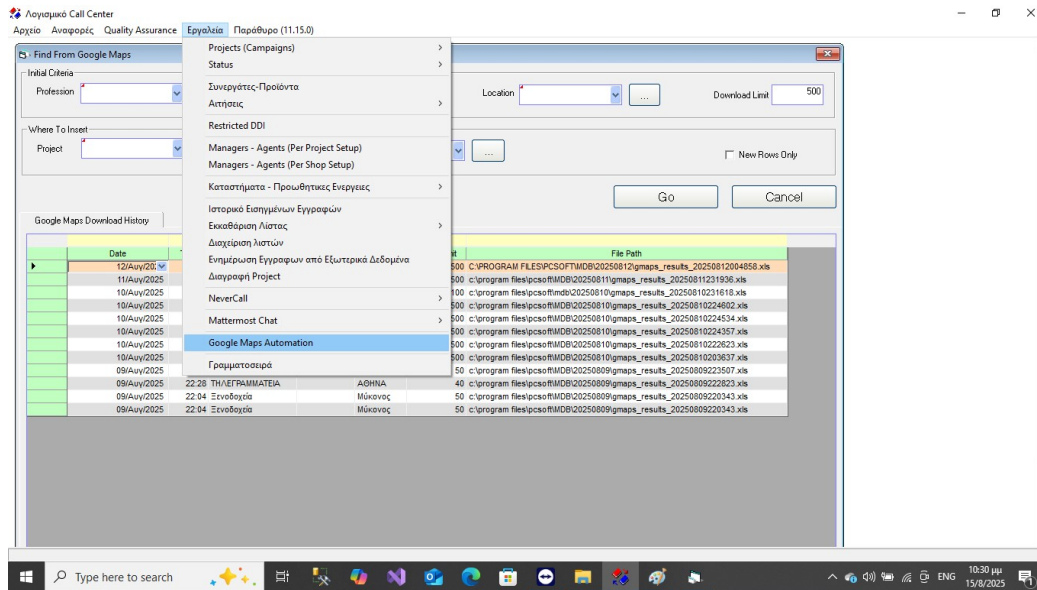 Λογισμικό Call Center
Αρχείο Αναφορές Quality Assurance Εργαλεία Παράθυρο (11.15.0)
Find From Google Maps
Initial Criteria
Profession
Location
...
Download Limit
500
Where To Insert
Project
...
New Rows Only
Go
Cancel
Google Maps Download History
Projects (Campaigns)
Status
Συνεργάτες-Προϊόντα
Αιτήσεις
Restricted DDI
Managers - Agents (Per Project Setup)
Managers - Agents (Per Shop Setup)
Καταστήματα - Προωθητικες Ενεργειες
Ιστορικό Εισηγμένων Εγγραφών
Εκκαθάριση Λίστας
Διαχείριση λιστών
Ενημέρωση Εγγραφων από Εξωτερικά Δεδομένα
Διαγραφή Project
NeverCall
Mattermost Chat
Google Maps Automation
Γραμματοσειρά
Date File Path
12/Αυγ/20 500 C:\PROGRAM FILES\PCSOFT\MDB\20250812\gmaps_results_20250812004858.xls
11/Αυγ/2025 500 c:\program files\pcsoft\MDB\20250811\gmaps_results_20250811231936.xls
10/Αυγ/2025 100 c:\program files\pcsoft\mdb\20250810\gmaps_results_20250810231618.xls
10/Αυγ/2025 500 c:\program files\pcsoft\MDB\20250810\gmaps_results_20250810224602.xls
10/Αυγ/2025 500 c:\program files\pcsoft\MDB\20250810\gmaps_results_20250810224534.xls
10/Αυγ/2025 500 c:\program files\pcsoft\MDB\20250810\gmaps_results_20250810224357.xls
10/Αυγ/2025 500 c:\program files\pcsoft\MDB\20250810\gmaps_results_20250810222623.xls
10/Αυγ/2025 500 c:\program files\pcsoft\MDB\20250810\gmaps_results_20250810203637.xls
09/Αυγ/2025 50 c:\program files\pcsoft\MDB\20250809\gmaps_results_20250809223507.xls
09/Αυγ/2025 22:28 ΤΗΛΕΓΡΑΜΜΑΤΕΙΑ ΑΘΗΝΑ 40 c:\program files\pcsoft\MDB\20250809\gmaps_results_20250809222823.xls
09/Αυγ/2025 22:04 Ξενοδοχεία Μύκονος 50 c:\program files\pcsoft\MDB\20250809\gmaps_results_20250809220343.xls
09/Αυγ/2025 22:04 Ξενοδοχεία Μύκονος 50 c:\program files\pcsoft\MDB\20250809\gmaps_results_20250809220343.xls
Type here to search
ENG
10:30 μμ
15/8/2025